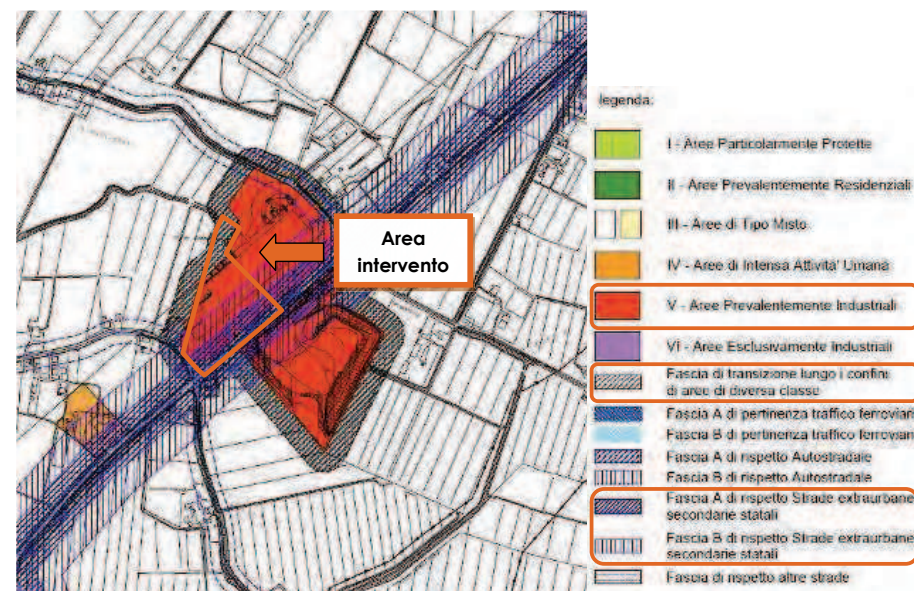 Area
intervento
legenda:
I - Aree Particolarmente Protette
II - Aree Prevalentemente Residenziali
III - Aree di Tipo Misto
IV - Aree di Intensa Attivita' Umana
V - Aree Prevalentemente Industriali
VI - Aree Esclusivamente Industriali
Fascia di transizione lungo i confini
di aree di diversa classe
Fascia A di pertinenza traffico ferroviari
Fascia B di pertinenza traffico ferroviari
Fascia A di rispetto Autostradale
Fascia B di rispetto Autostradale
Fascia A di rispetto Strade extraurbane
secondarie statali
Fascia B di rispetto Strade extraurbane
secondarie statali
Fascia di rispetto altre strade